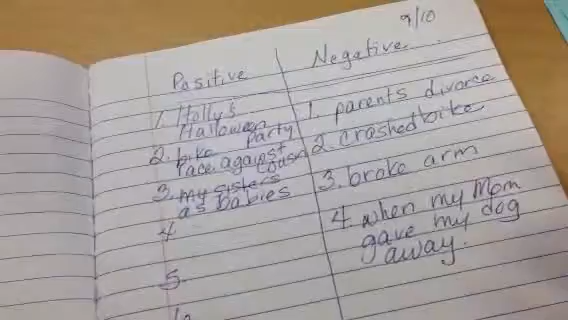 9/10
Positive
1. Holly's
Halloween
Party
2. bike
race against
cousin
3. my sisters
as babies
4
5.
Negative
1. parents divorce
2. crashed bike
3. broke arm
4. when my Mom
gave my dog
away.